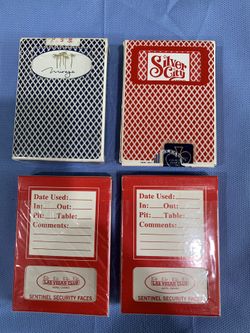 Mirage
Silver
City
Date Used:
In: Out:
Pit: Table:
Comments:
LAS VEGAS CLUB
SENTINEL SECURITY FACES
Date Used:
In: Out:
Pit: Table:
Comments:
LAS VEGAS CLUB
SENTINEL SECURITY FACES